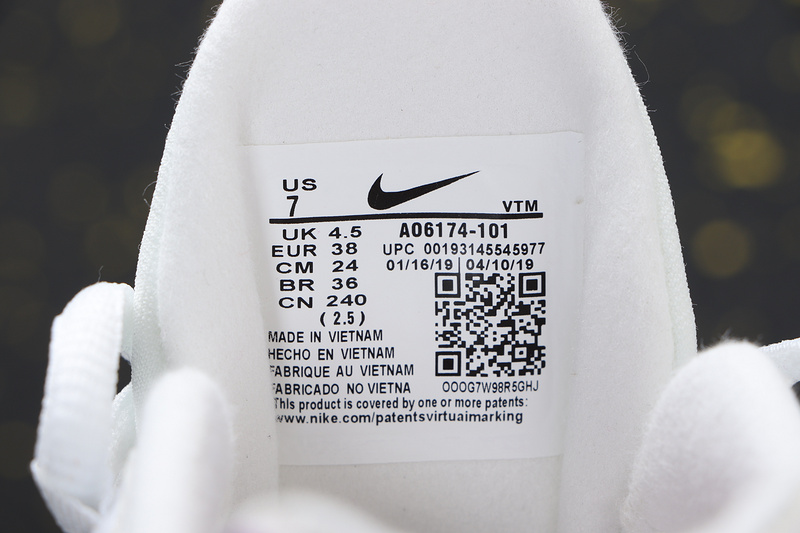 US
7
VTM
UK 4.5 A06174-101
EUR 38 UPC 00193145545977
CM 24 01/16/19 | 04/10/19
BR 36
CN 240
(2.5)
MADE IN VIETNAM
HECHO EN VIETNAM
FABRIQUE AU VIETNAM
FABRICADO NO VIETNA
OOOG7W98R5GHJ
This product is covered by one or more patents:
www.nike.com/patentsvirtuaimarking